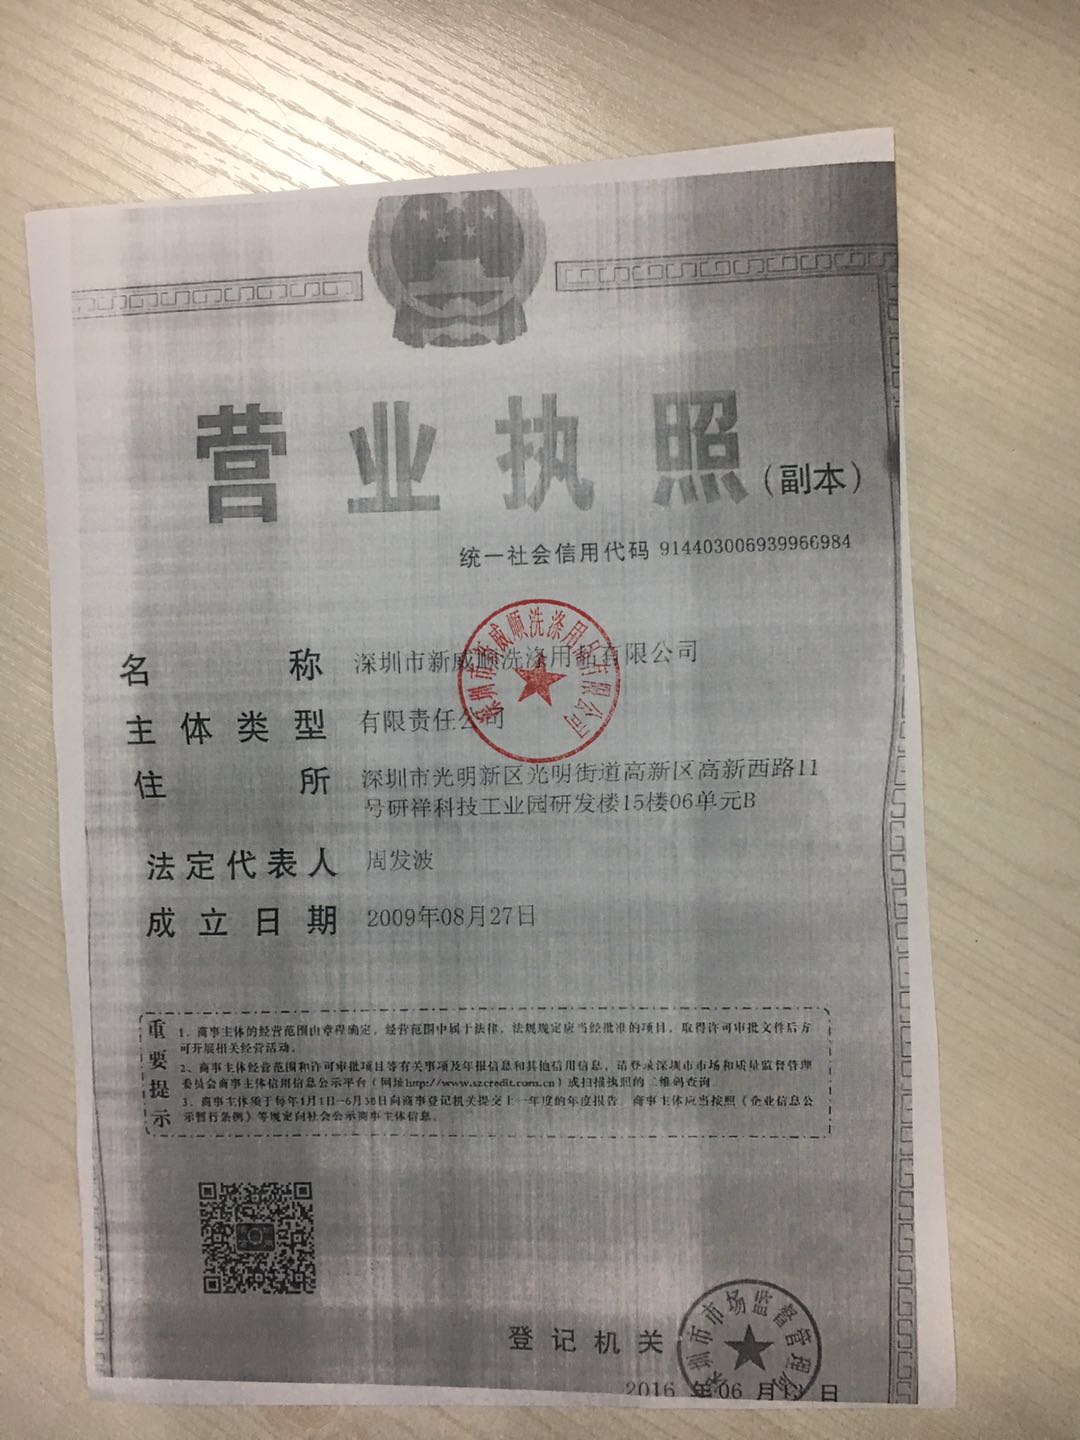 营业执照（副本）
统一社会信用代码 914403006939966984
名称 深圳市新威顺洗涤用品有限公司
深圳市新威顺洗涤用品有限公司
主体类型 有限责任公司
住所 深圳市光明新区光明街道高新区高新西路11
号研祥科技工业园研发楼15楼06单元B
法定代表人 周发波
成立日期 2009年08月27日
重要提示
1、商事主体的经营范围由章程确定。经营范围中属于法律、法规规定应当经批准的项目，取得许可审批文件后方
可开展相关经营活动。
2、商事主体经营范围和许可审批项目等有关事项及年报信息和其他信用信息，请登录深圳市市场和质量监督管理
委员会商事主体信用信息公示平台（网址http://www.szcredit.com.cn）或扫描执照的二维码查询
3、商事主体须于每年1月1日-6月30日向商事登记机关提交上一年度的年度报告。商事主体应当按照《企业信息公
示暂行条例》等规定向社会公示商事主体信息。
登记机关
深圳市市场监督管理局
2016年06月13日